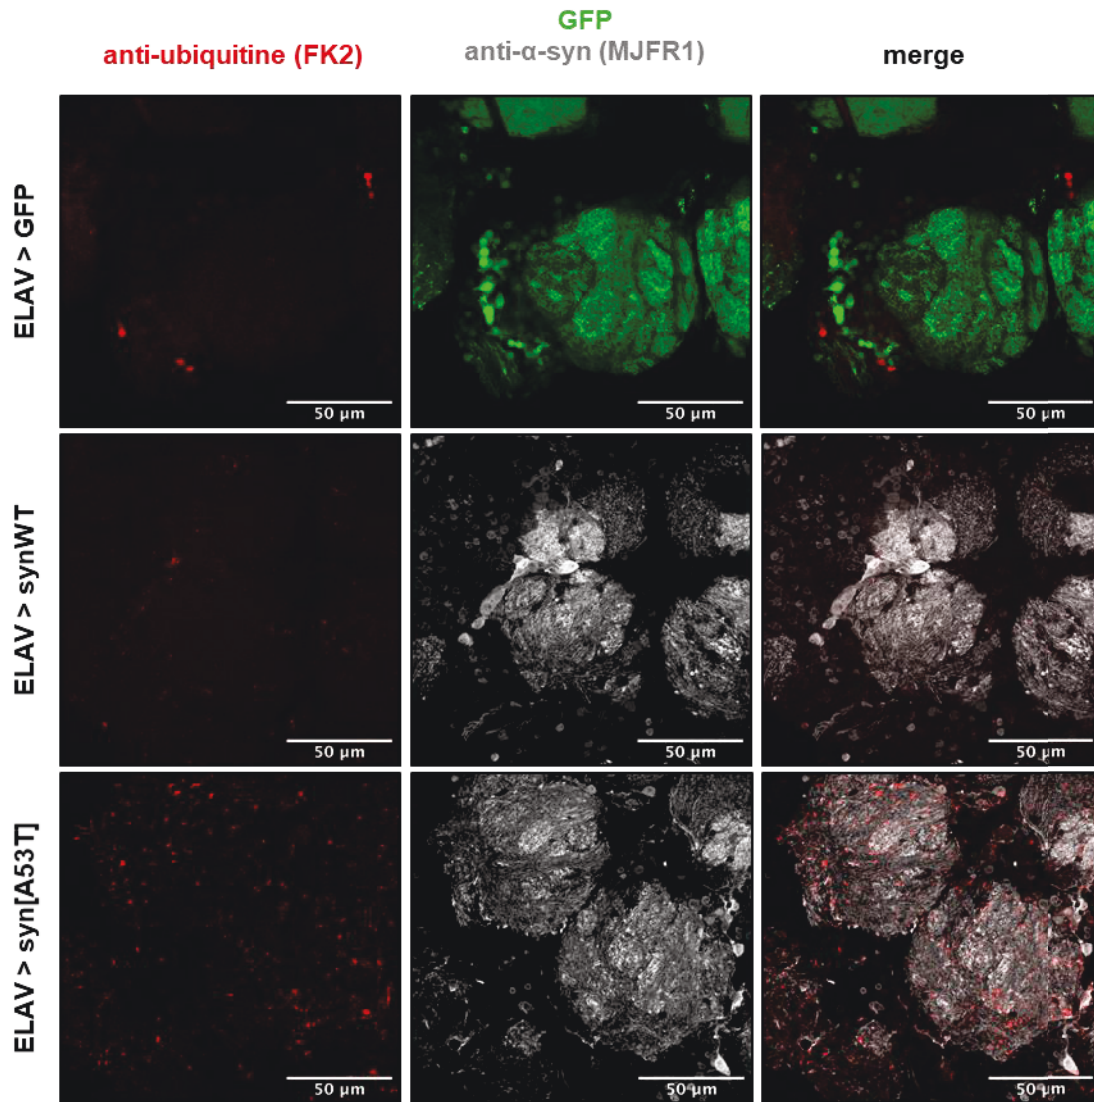 GFP
anti-ubiquitine (FK2)
anti-α-syn (MJFR1)
merge
ELAV > GFP
50 µm
50 µm
50 µm
ELAV > synWT
50 µm
50 µm
50 µm
ELAV > syn[A53T]
50 µm
50 µm
50 µm